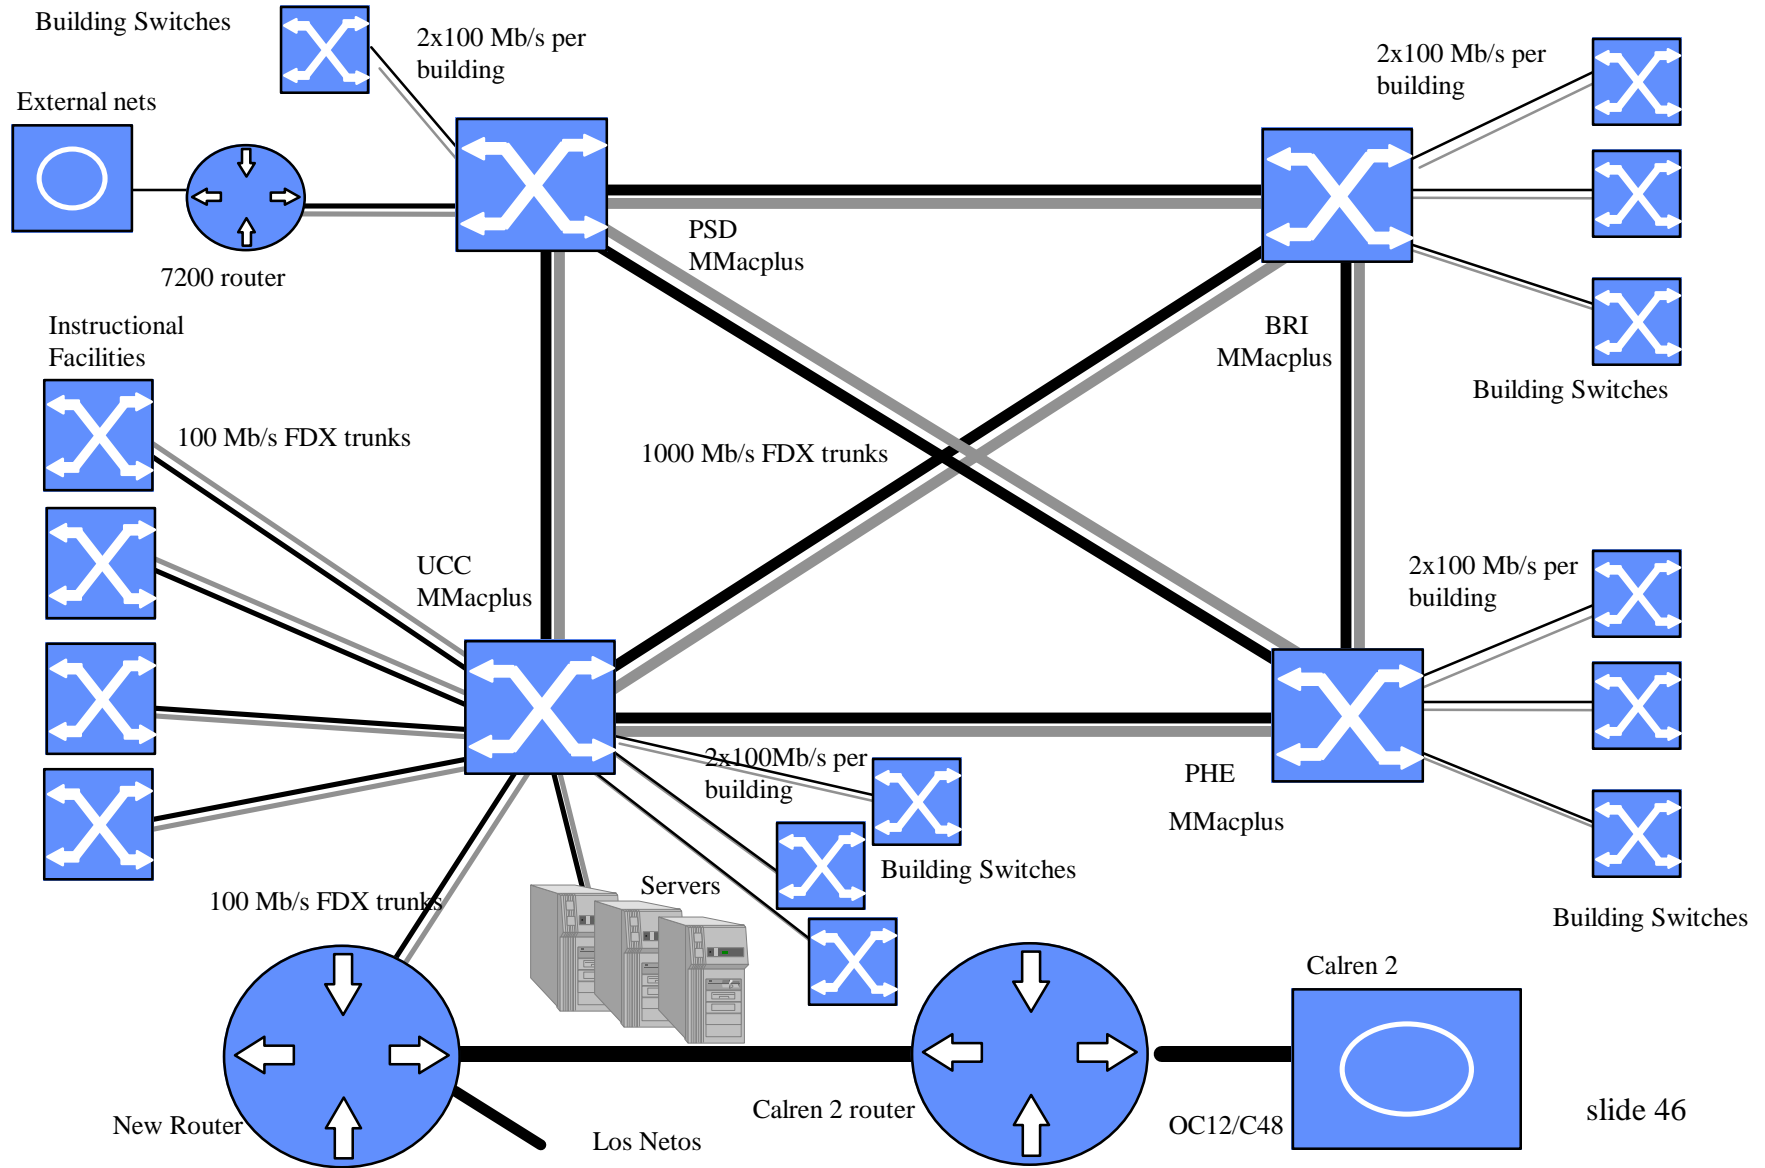 Building Switches
2x100 Mb/s per
building
2x100 Mb/s per
building
External nets
7200 router
PSD
MMacplus
BRI
MMacplus
Instructional
Facilities
Building Switches
100 Mb/s FDX trunks
1000 Mb/s FDX trunks
UCC
MMacplus
2x100 Mb/s per
building
2x100Mb/s per
building
PHE
MMacplus
Building Switches
Servers
100 Mb/s FDX trunks
Building Switches
Calren 2
New Router
Los Netos
Calren 2 router
OC12/C48
slide 46